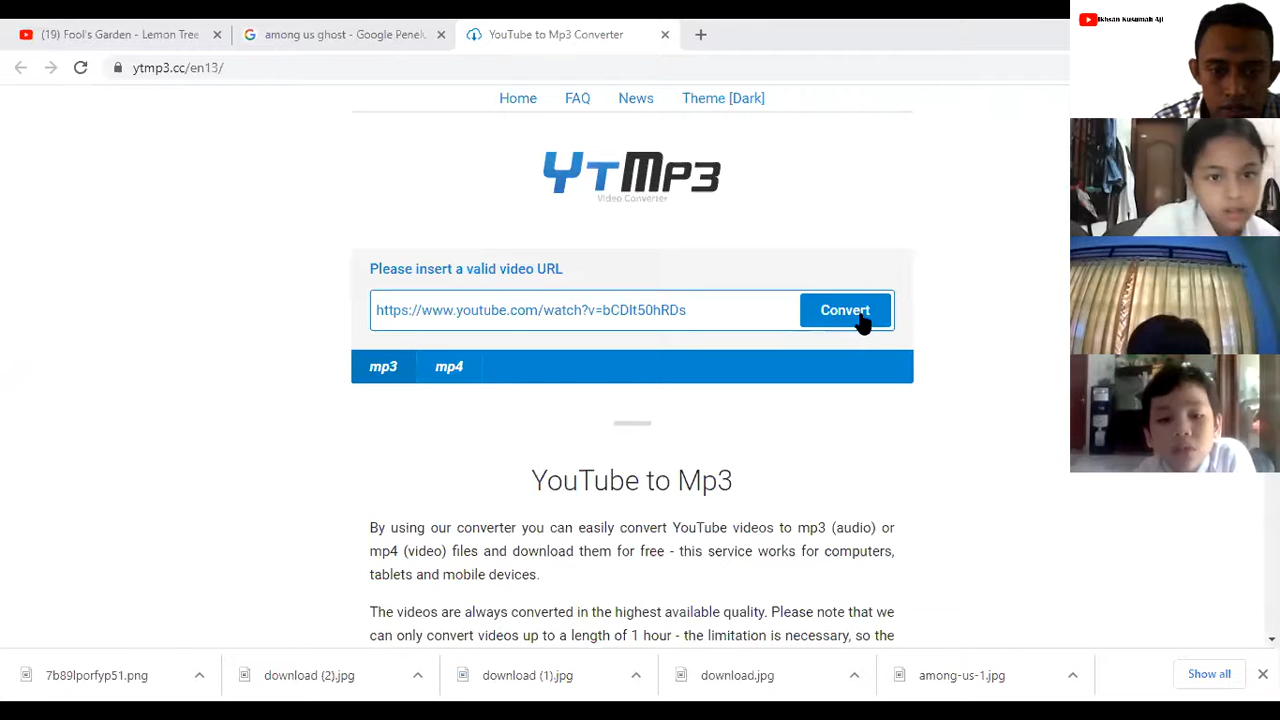 (19) Fool's Garden - Lemon Tree
among us ghost - Google Penelu
YouTube to Mp3 Converter
ytmp3.cc/en13/
Home FAQ News Theme [Dark]
YTMP3
Video Converter
Please insert a valid video URL
https://www.youtube.com/watch?v=bCDIt50hRDs
Convert
mp3 mp4
YouTube to Mp3
By using our converter you can easily convert YouTube videos to mp3 (audio) or
mp4 (video) files and download them for free - this service works for computers,
tablets and mobile devices.
The videos are always converted in the highest available quality. Please note that we
can only convert videos up to a length of 1 hour - the limitation is necessary, so the
7b89lporfyp51.png
download (2).jpg
download (1).jpg
download.jpg
among-us-1.jpg
Show all
Ikhsan Kusumah Aji